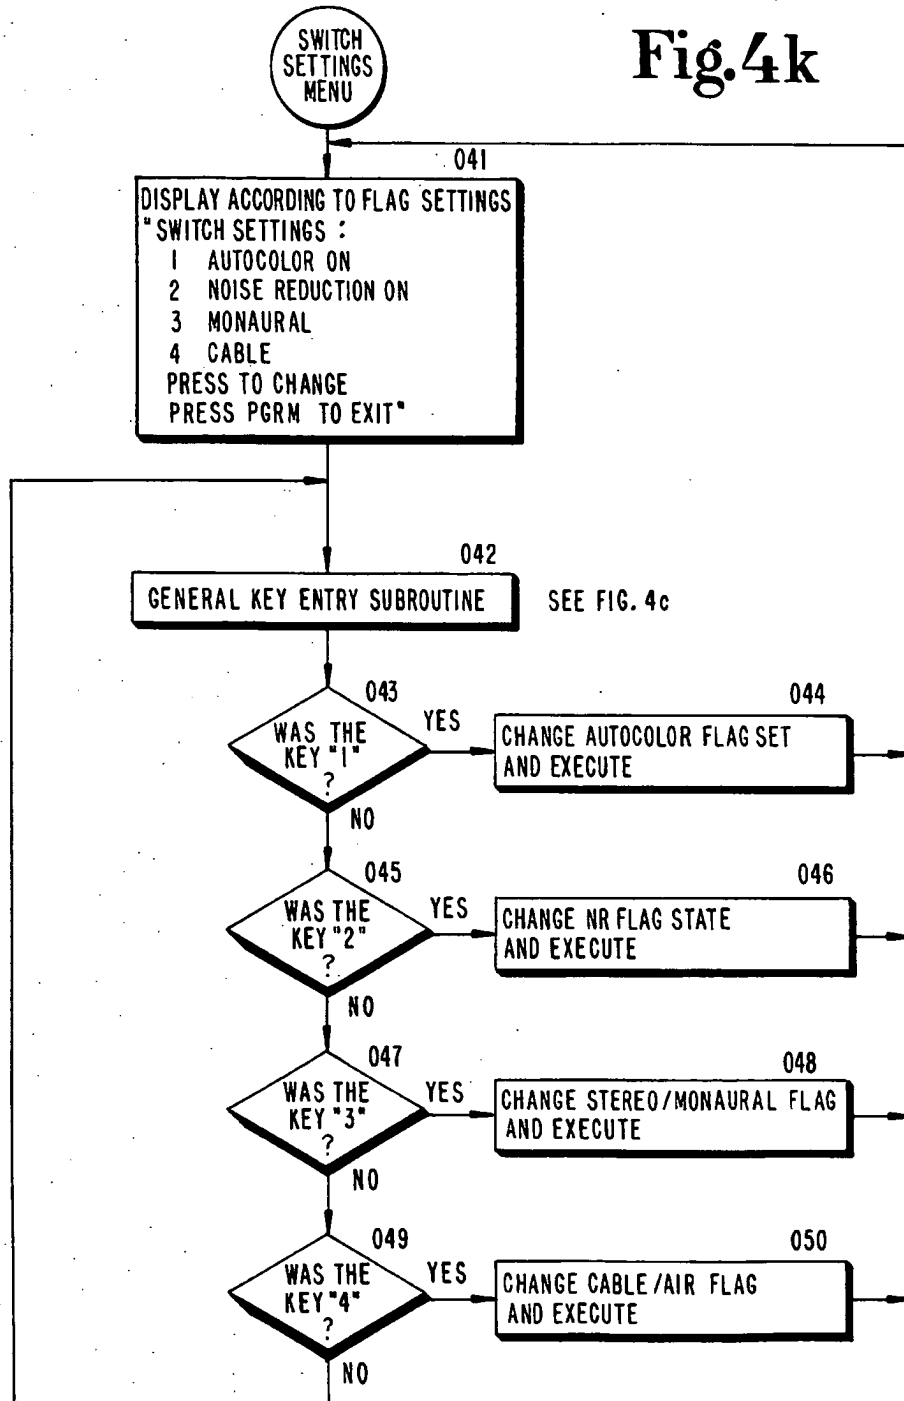 SWITCH
SETTINGS
MENU
Fig.4k
041
DISPLAY ACCORDING TO FLAG SETTINGS
"SWITCH SETTINGS :
1 AUTOCOLOR ON
2 NOISE REDUCTION ON
3 MONAURAL
4 CABLE
PRESS TO CHANGE
PRESS PGRM TO EXIT"
042
GENERAL KEY ENTRY SUBROUTINE
SEE FIG. 4c
043
WAS THE
KEY "1"
?
YES
NO
044
CHANGE AUTOCOLOR FLAG SET
AND EXECUTE
045
WAS THE
KEY "2"
?
YES
NO
046
CHANGE NR FLAG STATE
AND EXECUTE
047
WAS THE
KEY "3"
?
YES
NO
048
CHANGE STEREO/MONAURAL FLAG
AND EXECUTE
049
WAS THE
KEY "4"
?
YES
NO
050
CHANGE CABLE/AIR FLAG
AND EXECUTE